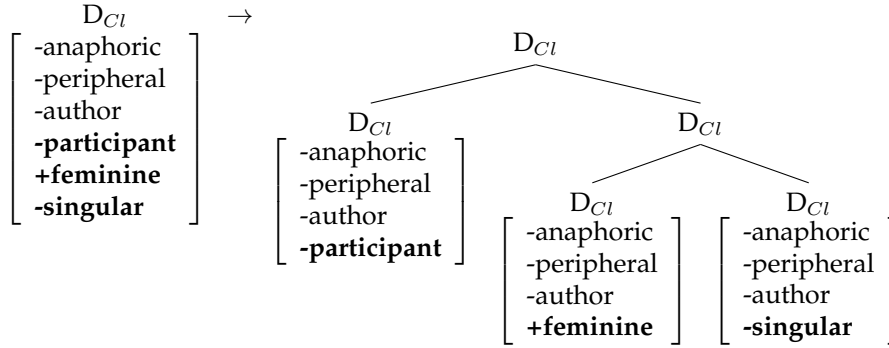 D_Cl →
-anaphoric
-peripheral
-author
-participant
+feminine
-singular
D_Cl
D_Cl
-anaphoric
-peripheral
-author
-participant
D_Cl
D_Cl
-anaphoric
-peripheral
-author
+feminine
D_Cl
-anaphoric
-peripheral
-author
-singular